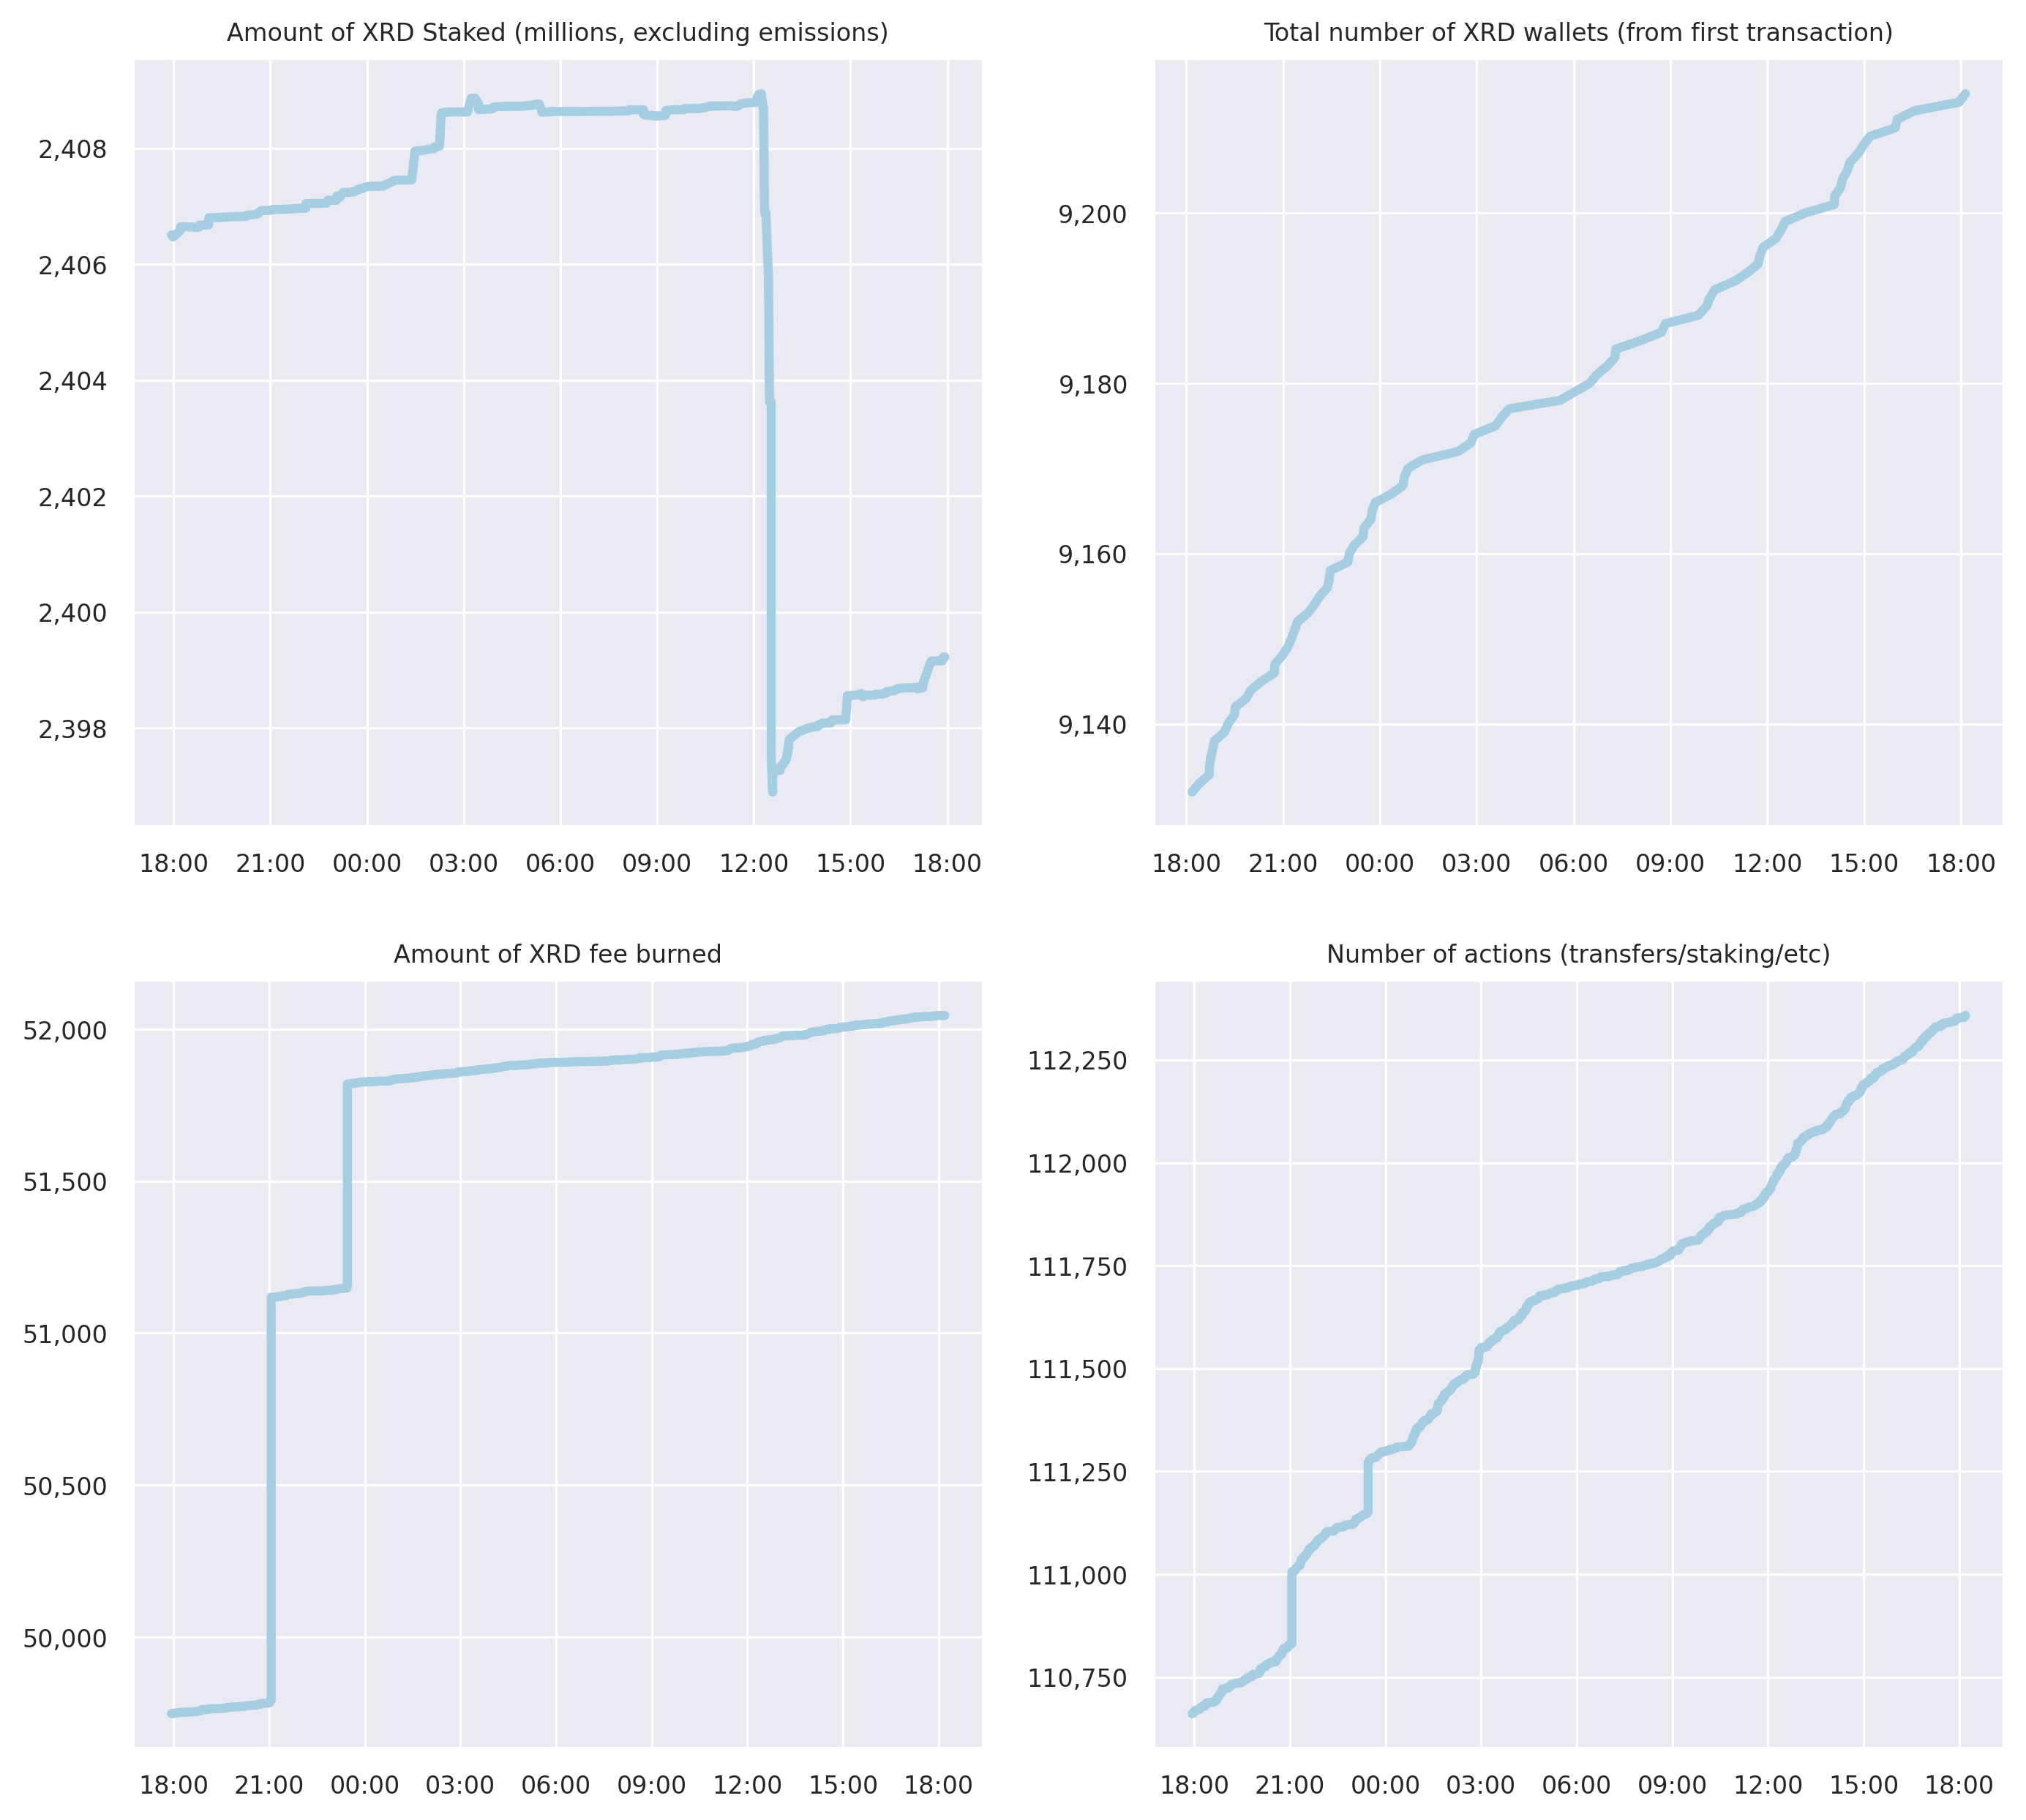 Amount of XRD Staked (millions, excluding emissions)
2,408
2,406
2,404
2,402
2,400
2,398
18:00 21:00 00:00 03:00 06:00 09:00 12:00 15:00 18:00
Total number of XRD wallets (from first transaction)
9,200
9,180
9,160
9,140
18:00 21:00 00:00 03:00 06:00 09:00 12:00 15:00 18:00
Amount of XRD fee burned
52,000
51,500
51,000
50,500
50,000
18:00 21:00 00:00 03:00 06:00 09:00 12:00 15:00 18:00
Number of actions (transfers/staking/etc)
112,250
112,000
111,750
111,500
111,250
111,000
110,750
18:00 21:00 00:00 03:00 06:00 09:00 12:00 15:00 18:00